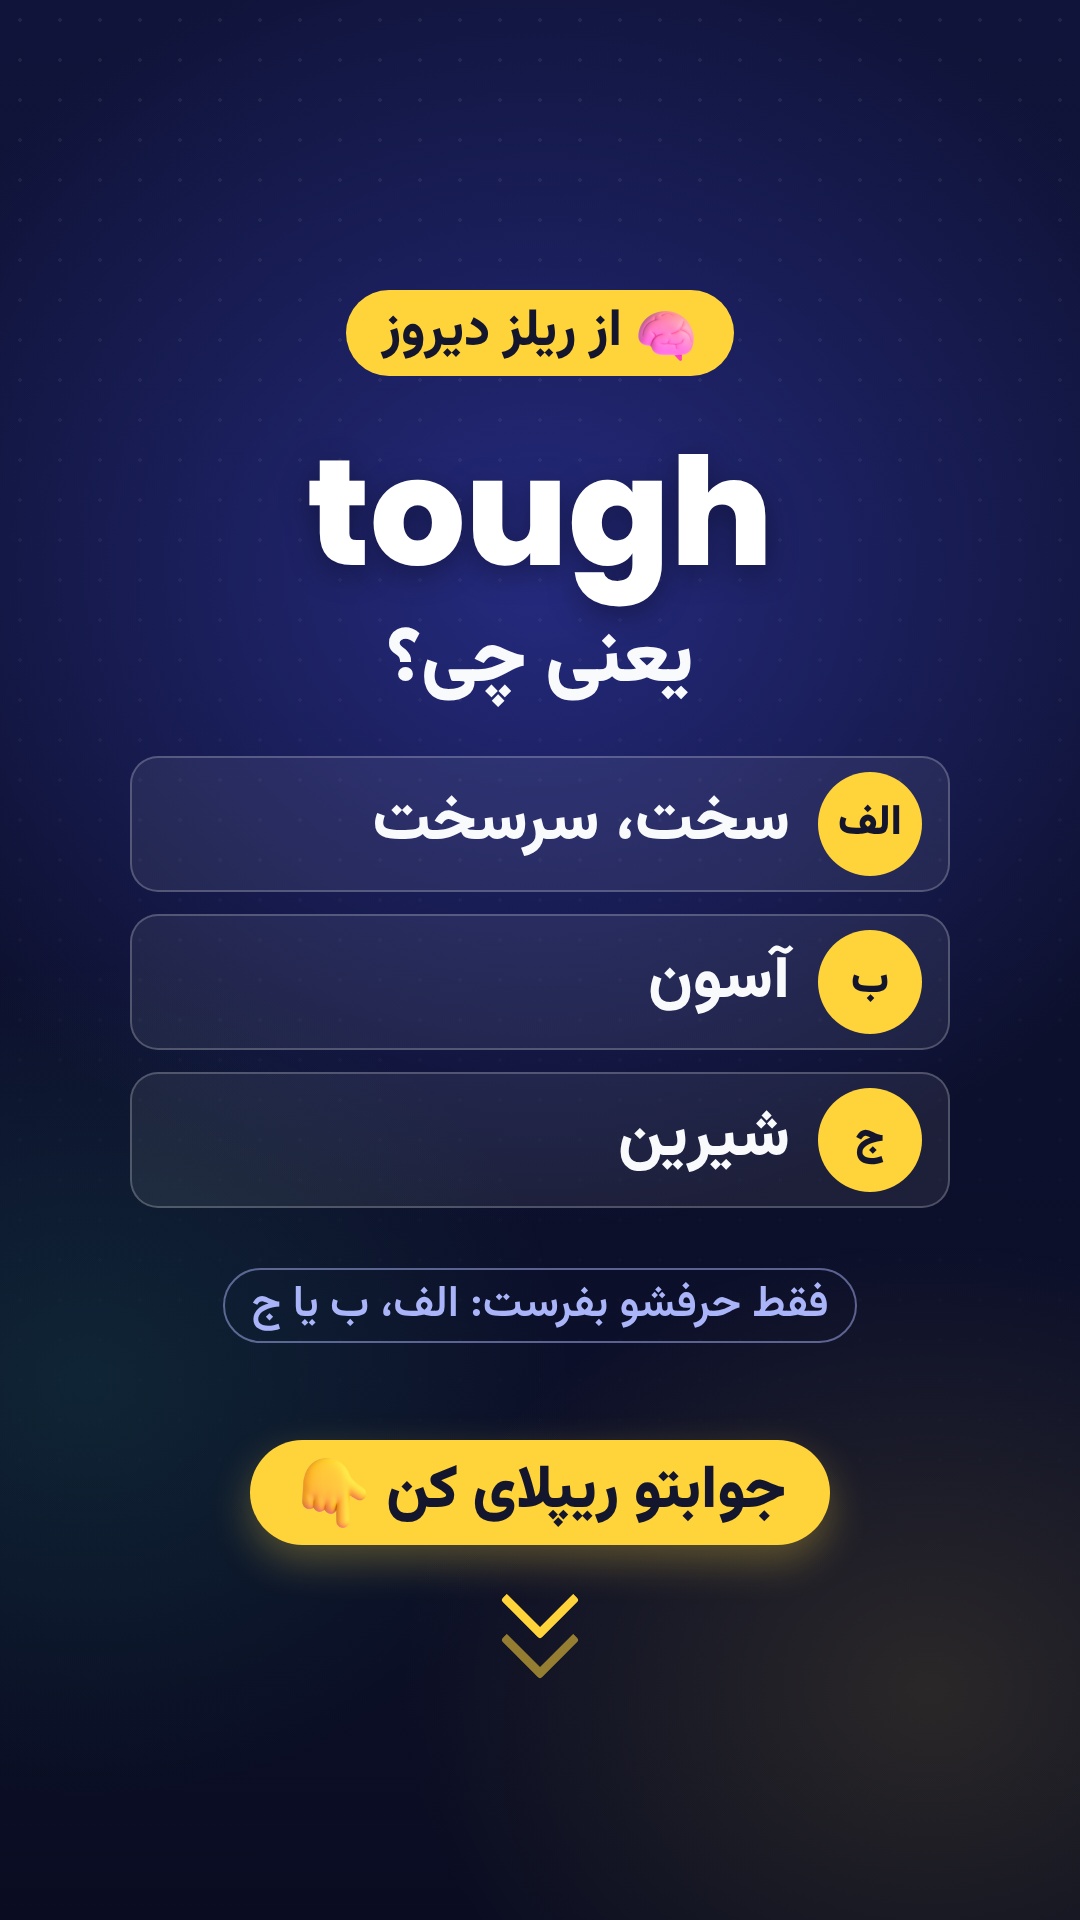 🧠 از ریلز دیروز
tough
یعنی چی؟
الف سخت، سرسخت
ب آسون
ج شیرین
فقط حرفشو بفرست: الف، ب یا ج
جوابتو ریپلای کن 👇